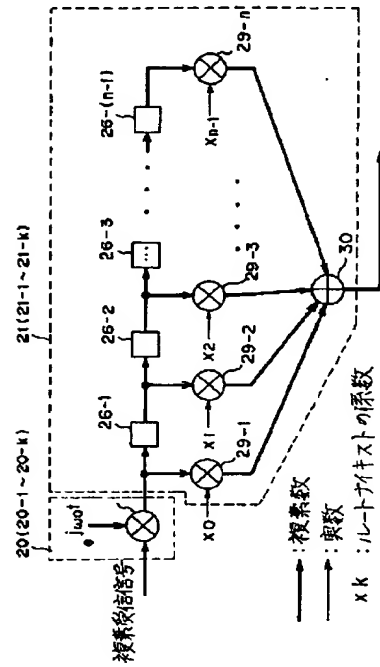 20(20-1~20-k)
21(21-1~21-k)
jω0t
e
複素受信信号
26-1
26-2
26-3
26-(n-1)
...
x0
x1
x2
xn-1
29-1
29-2
29-3
29-n
30
:複素数
:実数
xk :ルートナイキストの係数